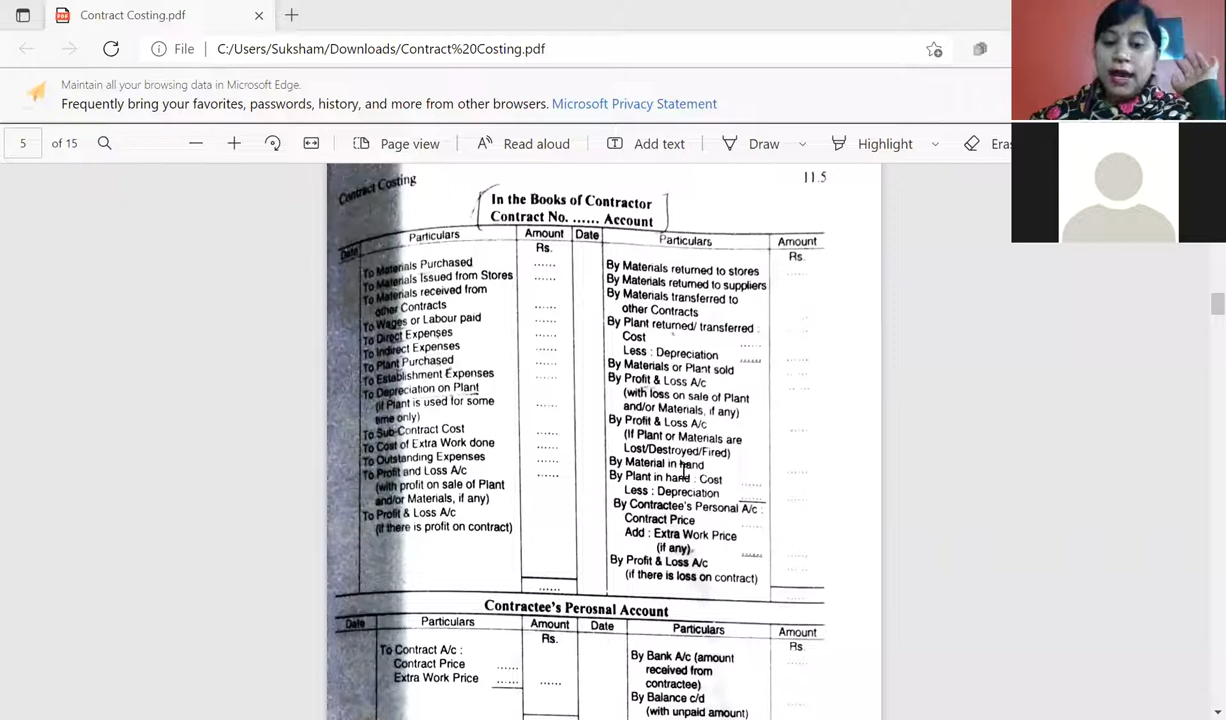 Contract Costing.pdf
File
C:/Users/Suksham/Downloads/Contract%20Costing.pdf
Maintain all your browsing data in Microsoft Edge.
Frequently bring your favorites, passwords, history, and more from other browsers. Microsoft Privacy Statement
5 of 15
Page view
Read aloud
Add text
Draw
Highlight
Eras
Contract Costing
11.5
In the Books of Contractor
Contract No. ...... Account
Date Particulars Amount Date Particulars Amount
Rs. Rs.
To Materials Purchased ......
To Materials Issued from Stores ......
To Materials received from
other Contracts ......
To Wages or Labour paid ......
To Direct Expenses ......
To Indirect Expenses ......
To Plant Purchased ......
To Establishment Expenses ......
To Depreciation on Plant
(if Plant is used for some
time only) ......
To Sub-Contract Cost ......
To Cost of Extra Work done ......
To Outstanding Expenses ......
To Profit and Loss A/c ......
(with profit on sale of Plant
and/or Materials, if any)
To Profit & Loss A/c
(if there is profit on contract)
......
By Materials returned to stores ......
By Materials returned to suppliers
By Materials transferred to
other Contracts
By Plant returned/ transferred :
Cost ......
Less : Depreciation ...... ......
By Materials or Plant sold ......
By Profit & Loss A/c ......
(with loss on sale of Plant
and/or Materials, if any)
By Profit & Loss A/c ......
(If Plant or Materials are
Lost/Destroyed/Fired)
By Material in hand ......
By Plant in hand : Cost ......
Less : Depreciation ......
By Contractee's Personal A/c :
Contract Price ......
Add : Extra Work Price
(if any) ...... ......
By Profit & Loss A/c ......
(if there is loss on contract)
......
Contractee's Perosnal Account
Date Particulars Amount Date Particulars Amount
Rs. Rs.
To Contract A/c :
Contract Price ......
Extra Work Price ...... ......
By Bank A/c (amount ......
received from
contractee)
By Balance c/d ......
(with unpaid amount)